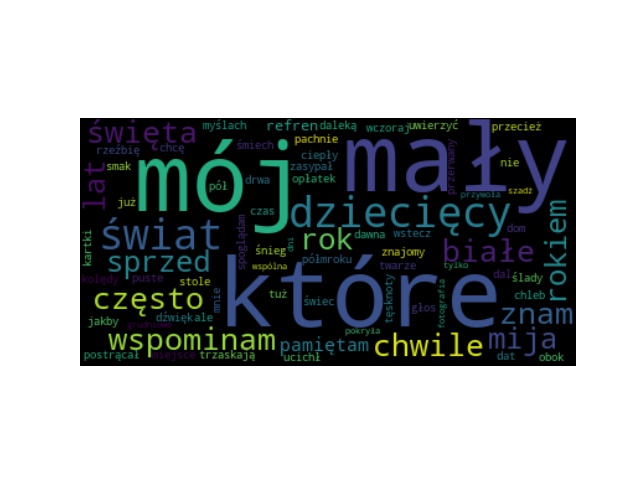 święta myślach refren daleką wczoraj uwierzyć przecież
rzeźbię chcę śmiech pachnie mały
smak mój ciepły zasypał przerwany nie
lat pół drwa opłatek przywoła szadź
już czas dziecięcy
świat spoglądam rok dawna wstecz dom rokiem
kartki sprzed śnieg dni półmroku znajomy białe
wspólna twarze tylko dal
kolędy puste stole które ślady
często mnie tuż świec tęsknoty głos fotografia chleb
jakby dźwiękale znam
grudniowe pokryła
wspominam ucichł pamiętam chwile mija
postrącał miejsce trzaskają dat obok